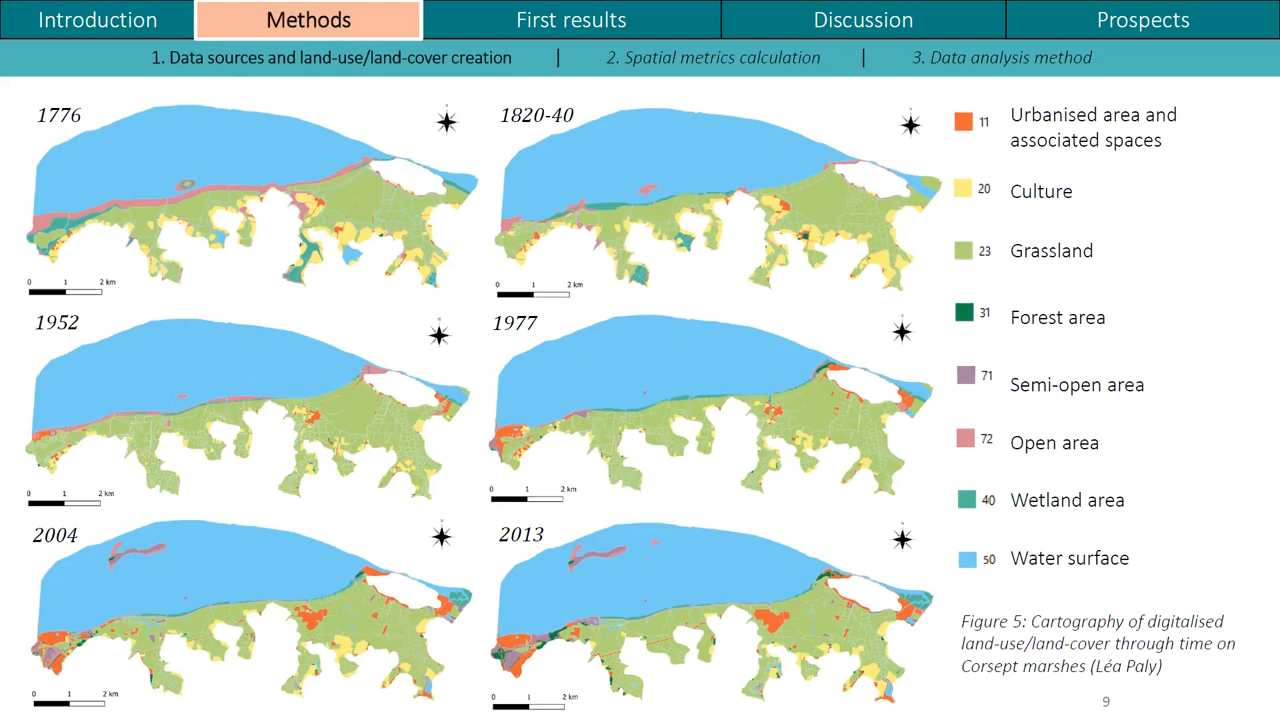 Introduction
Methods
First results
Discussion
Prospects
1. Data sources and land-use/land-cover creation | 2. Spatial metrics calculation | 3. Data analysis method
1776
1820-40
0 1 2 km
0 1 2 km
1952
1977
0 1 2 km
0 1 2 km
2004
2013
0 1 2 km
0 1 2 km
11 Urbanised area and
associated spaces
20 Culture
23 Grassland
31 Forest area
71 Semi-open area
72 Open area
40 Wetland area
50 Water surface
Figure 5: Cartography of digitalised
land-use/land-cover through time on
Corsept marshes (Léa Paly)
9